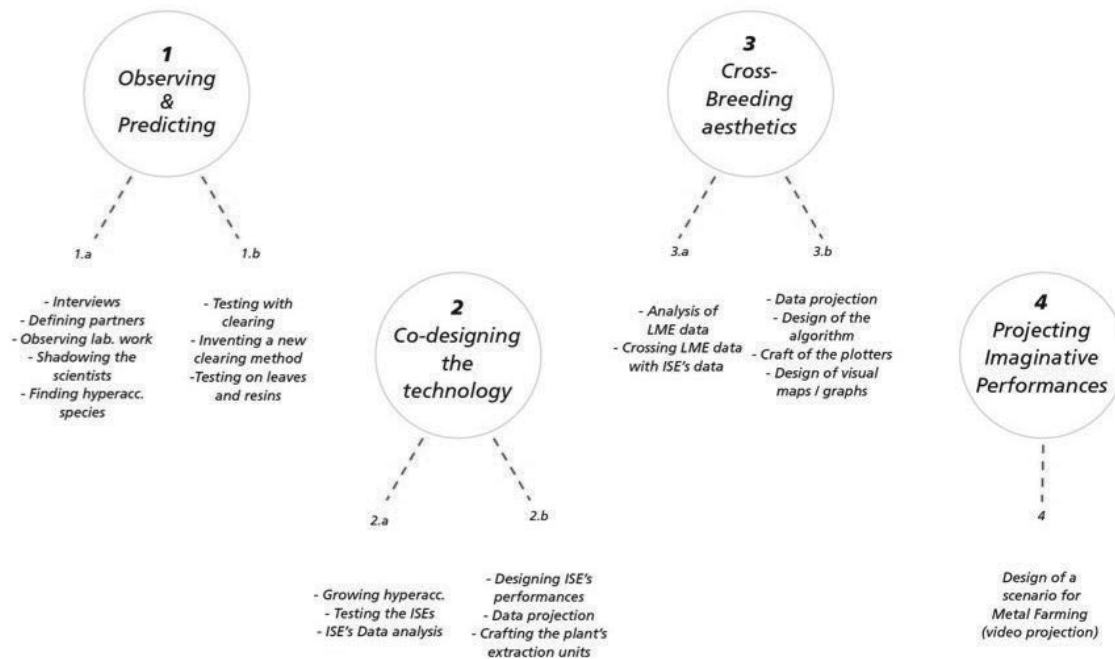 1
Observing
&
Predicting
1.a
- Interviews
- Defining partners
- Observing lab. work
- Shadowing the
scientists
- Finding hyperacc.
species
1.b
- Testing with
clearing
- Inventing a new
clearing method
-Testing on leaves
and resins
2
Co-designing
the
technology
2.a
- Growing hyperacc.
- Testing the ISEs
- ISE's Data analysis
2.b
- Designing ISE's
performances
- Data projection
- Crafting the plant's
extraction units
3
Cross-
Breeding
aesthetics
3.a
- Analysis of
LME data
- Crossing LME data
with ISE's data
3.b
- Data projection
- Design of the
algorithm
- Craft of the plotters
- Design of visual
maps / graphs
4
Projecting
Imaginative
Performances
4
Design of a
scenario for
Metal Farming
(video projection)